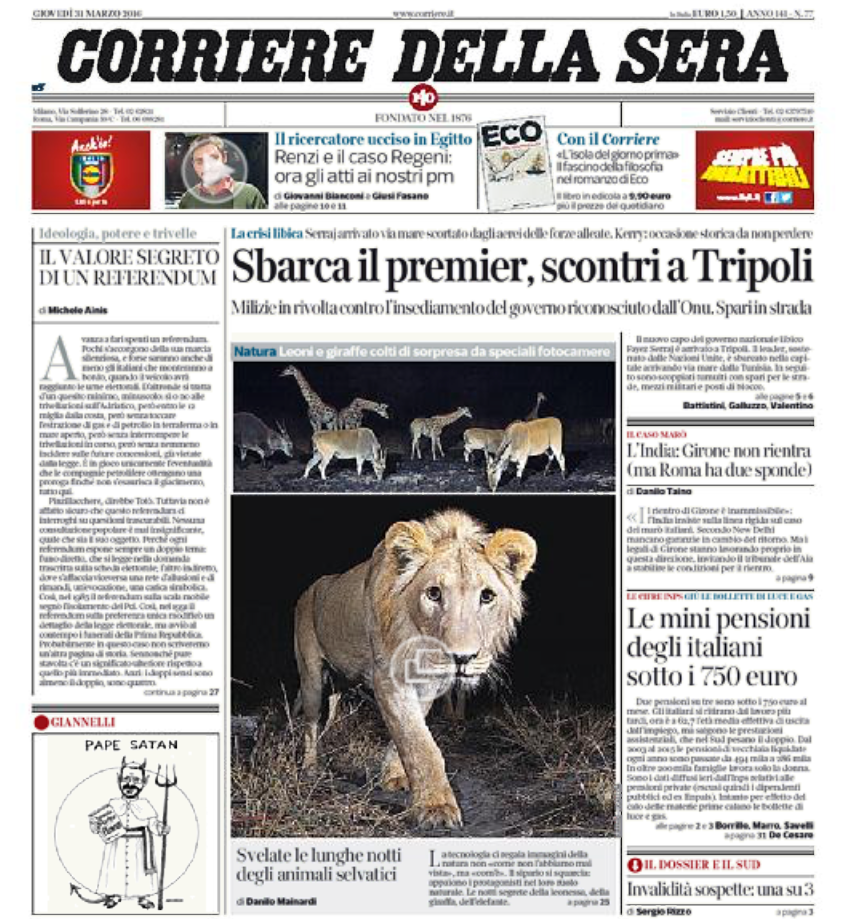 GIOVEDÌ 31 MARZO 2016
www.corriere.it
In Italia EURO 1,50 | ANNO 141 - N. 77
CORRIERE DELLA SERA
140
FONDATO NEL 1876
Milano, Via Solferino 28 - Tel. 02 62821
Roma, Via Campania 59/C - Tel. 06 688281
Servizio Clienti - Tel. 02 63797510
mail: servizioclienti@corriere.it
Anch'io!
Il ricercatore ucciso in Egitto
Renzi e il caso Regeni:
ora gli atti ai nostri pm
di Giovanni Bianconi e Giusi Fasano
alle pagine 10 e 11
ECO
Con il Corriere
«L'isola del giorno prima»
Il fascino della filosofia
nel romanzo di Eco
Il libro in edicola a 9,90 euro
più il prezzo del quotidiano
SEMPRE PIÙ
Ideologia, potere e trivelle
IL VALORE SEGRETO
DI UN REFERENDUM
di Michele Ainis
Avanza a fari spenti un referendum.
Pochi s'accorgono della sua marcia
silenziosa, e forse saranno anche di
meno gli italiani che monteranno a
bordo, quando il veicolo avrà
raggiunto le urne elettorali. D'altronde si tratta
d'un quesito minimo, minuscolo: sì o no alle
trivellazioni sull'Adriatico, però entro le 12
miglia dalla costa, però senza toccare
l'estrazione di gas e di petrolio in terraferma o in
mare aperto, però senza interrompere le
trivellazioni in corso, però senza nemmeno
incidere sulle future concessioni, già vietate
dalla legge. È in gioco unicamente l'eventualità
che le compagnie petrolifere ottengano una
proroga finché non s'esaurisca il giacimento,
tutto qui.
Pinzillacchere, direbbe Totò. Tuttavia non è
affatto sicuro che questo referendum ci
interroghi su questioni trascurabili. Nessuna
consultazione popolare è mai insignificante,
quale che sia il suo oggetto. Perché ogni
referendum espone sempre un doppio tema:
l'uno diretto, che si legge nella domanda
trascritta sulla scheda elettorale; l'altro indiretto,
dove s'affaccia viceversa una rete d'allusioni e di
rimandi, un'evocazione, una carica simbolica.
Così, nel 1985 il referendum sulla scala mobile
segnò l'isolamento del Pci. Così, nel 1991 il
referendum sulla preferenza unica modificò un
dettaglio della legge elettorale, ma avviò al
contempo i funerali della Prima Repubblica.
Probabilmente in questo caso non scriveremo
un'altra pagina di storia. Sennonché pure
stavolta c'è un significato ulteriore rispetto a
quello più immediato. Anzi: i doppi sensi sono
almeno il doppio, sono quattro.
continua a pagina 27
GIANNELLI
PAPE SATAN
La crisi libica Serraj arrivato via mare scortato dagli aerei delle forze alleate. Kerry: occasione storica da non perdere
Sbarca il premier, scontri a Tripoli
Milizie in rivolta contro l'insediamento del governo riconosciuto dall'Onu. Spari in strada
Natura Leoni e giraffe colti di sorpresa da speciali fotocamere
Svelate le lunghe notti
degli animali selvatici
di Danilo Mainardi
La tecnologia ci regala immagini della
natura non «come non l'abbiamo mai
vista», ma «com'è». Il sipario si squarcia:
appaiono i protagonisti nel loro ruolo
naturale. Le notti segrete della leonessa, della
giraffa, dell'elefante.
a pagina 25
Il nuovo capo del governo nazionale libico
Fayez Serraj è arrivato a Tripoli. Il leader, soste-
nuto dalle Nazioni Unite, è sbarcato nella capi-
tale arrivando via mare dalla Tunisia. In segui-
to sono scoppiati tumulti con spari per le stra-
de, mezzi militari e posti di blocco.
alle pagine 5 e 6
Battistini, Galluzzo, Valentino
IL CASO MARÒ
L'India: Girone non rientra
(ma Roma ha due sponde)
di Danilo Taino
«Il rientro di Girone è inammissibile»:
l'India insiste sulla linea rigida sul caso
dei marò italiani. Secondo New Delhi
mancano garanzie in cambio del ritorno. Ma i
legali di Girone stanno lavorando proprio in
questa direzione, invitando il tribunale dell'Aia
a stabilire le condizioni per il rientro.
a pagina 9
LE CIFRE INPS GIÙ LE BOLLETTE DI LUCE E GAS
Le mini pensioni
degli italiani
sotto i 750 euro
Due pensioni su tre sono sotto i 750 euro al
mese. Gli italiani si ritirano dal lavoro più
tardi, ora è a 62,7 l'età media effettiva di uscita
dall'impiego, ma salgono le prestazioni
assistenziali, che nel Sud pesano il doppio. Dal
2003 al 2015 le pensioni di vecchiaia liquidate
ogni anno sono passate da 494 mila a 286 mila
In oltre 200 mila famiglie lavora solo la donna.
Sono i dati diffusi ieri dall'Inps relativi alle
pensioni private (esclusi quindi i dipendenti
pubblici ed ex Enpals). Intanto per effetto del
calo delle materie prime calano le bollette di
luce e gas.
alle pagine 2 e 3 Borrillo, Marro, Savelli
a pagina 31 De Cesare
IL DOSSIER E IL SUD
Invalidità sospette: una su 3
di Sergio Rizzo
a pagina 3